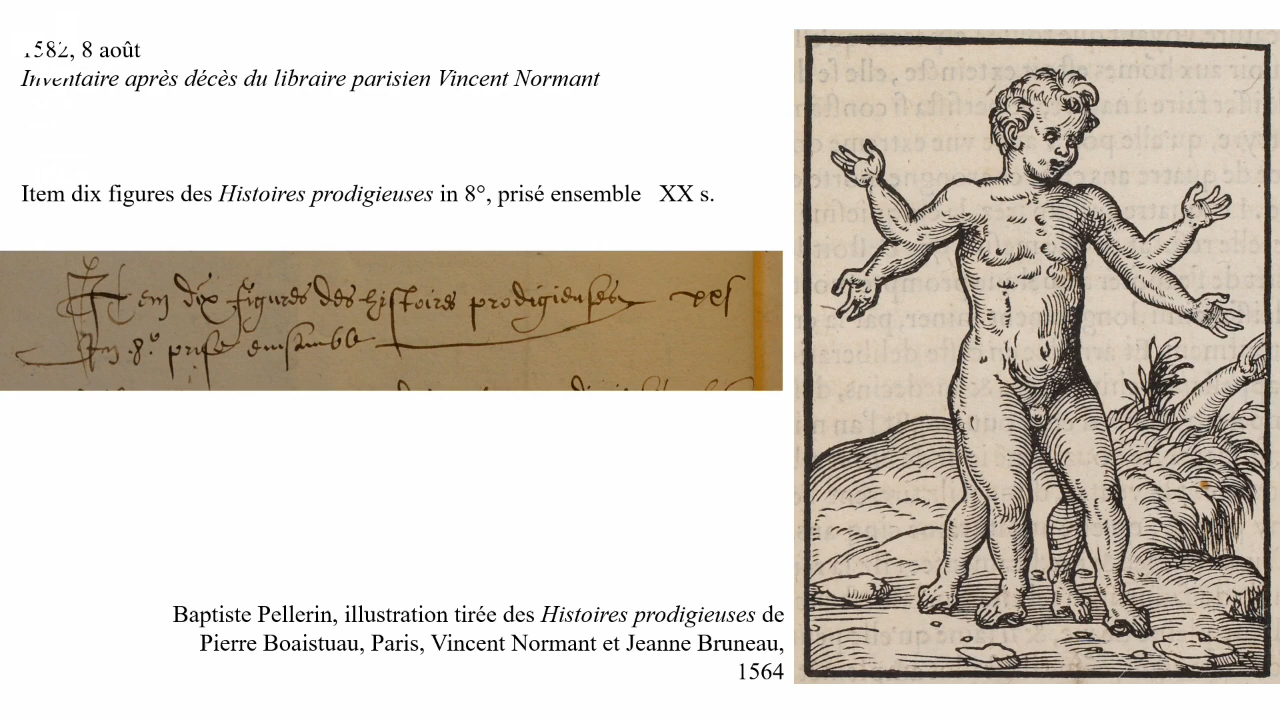 1582, 8 août
Inventaire après décès du libraire parisien Vincent Normant
Item dix figures des Histoires prodigieuses in 8°, prisé ensemble XX s.
Item dix figures des histoires prodigieuses xxs
In 8.° prise ensemble
Baptiste Pellerin, illustration tirée des Histoires prodigieuses de
Pierre Boaistuau, Paris, Vincent Normant et Jeanne Bruneau,
1564